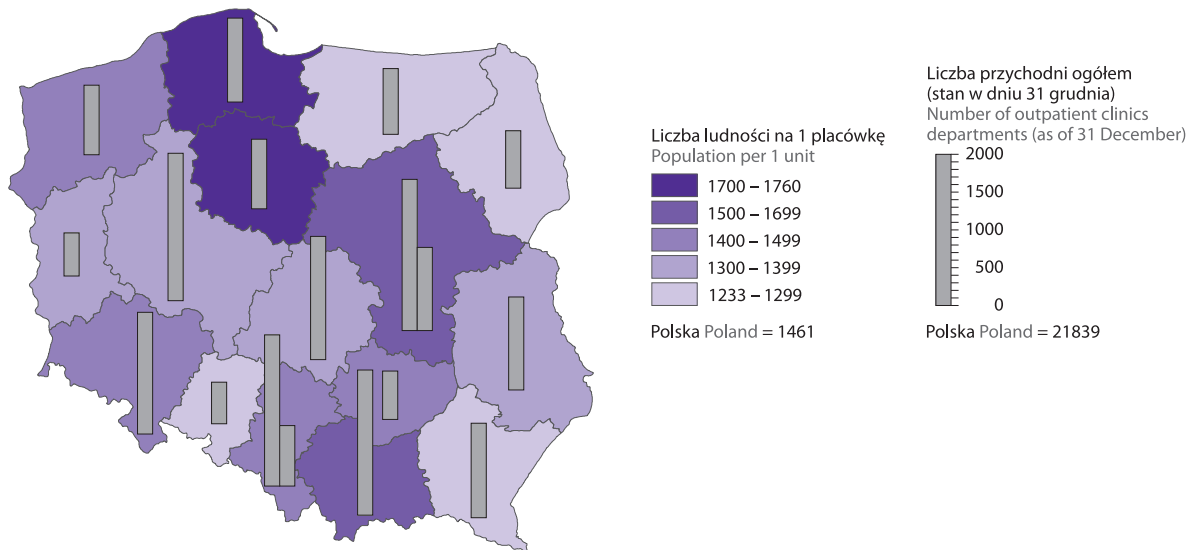 Liczba ludności na 1 placówkę
Population per 1 unit
1700 – 1760
1500 – 1699
1400 – 1499
1300 – 1399
1233 – 1299
Polska Poland = 1461
Liczba przychodni ogółem
(stan w dniu 31 grudnia)
Number of outpatient clinics
departments (as of 31 December)
2000
1500
1000
500
0
Polska Poland = 21839